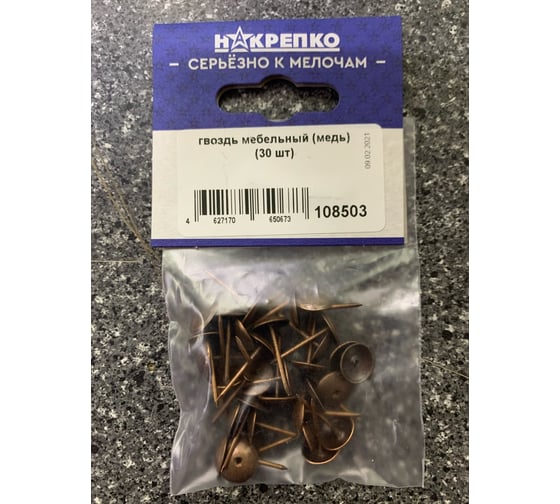 НАКРЕПКО
— СЕРЬЁЗНО К МЕЛОЧАМ —
гвоздь мебельный (медь)
(30 шт)
09.02.2021
4 627170 650673
108503